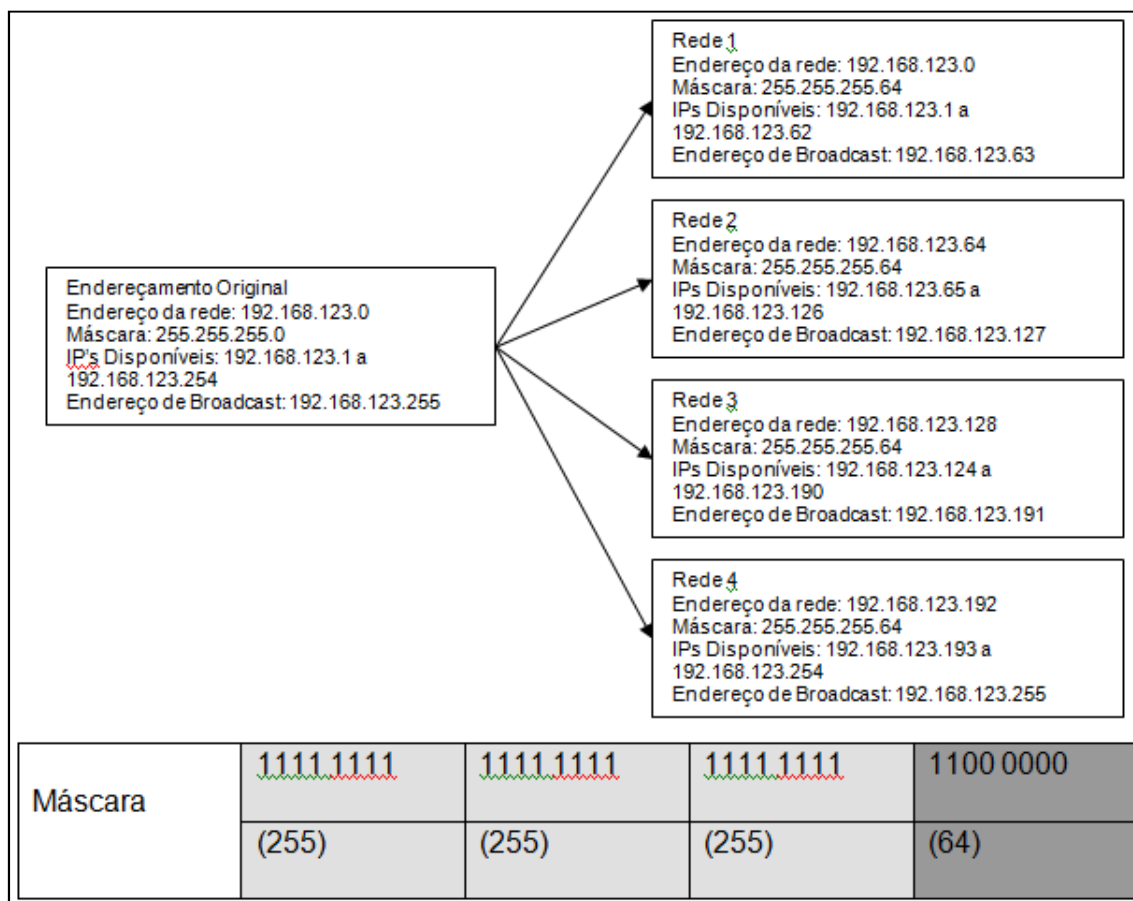 Rede 1
Endereço da rede: 192.168.123.0
Máscara: 255.255.255.64
IPs Disponíveis: 192.168.123.1 a
192.168.123.62
Endereço de Broadcast: 192.168.123.63
Rede 2
Endereço da rede: 192.168.123.64
Máscara: 255.255.255.64
IPs Disponíveis: 192.168.123.65 a
192.168.123.126
Endereço de Broadcast: 192.168.123.127
Endereçamento Original
Endereço da rede: 192.168.123.0
Máscara: 255.255.255.0
IP's Disponíveis: 192.168.123.1 a
192.168.123.254
Endereço de Broadcast: 192.168.123.255
Rede 3
Endereço da rede: 192.168.123.128
Máscara: 255.255.255.64
IPs Disponíveis: 192.168.123.124 a
192.168.123.190
Endereço de Broadcast: 192.168.123.191
Rede 4
Endereço da rede: 192.168.123.192
Máscara: 255.255.255.64
IPs Disponíveis: 192.168.123.193 a
192.168.123.254
Endereço de Broadcast: 192.168.123.255
Máscara
1111.1111 1111.1111 1111.1111 1100 0000
(255) (255) (255) (64)